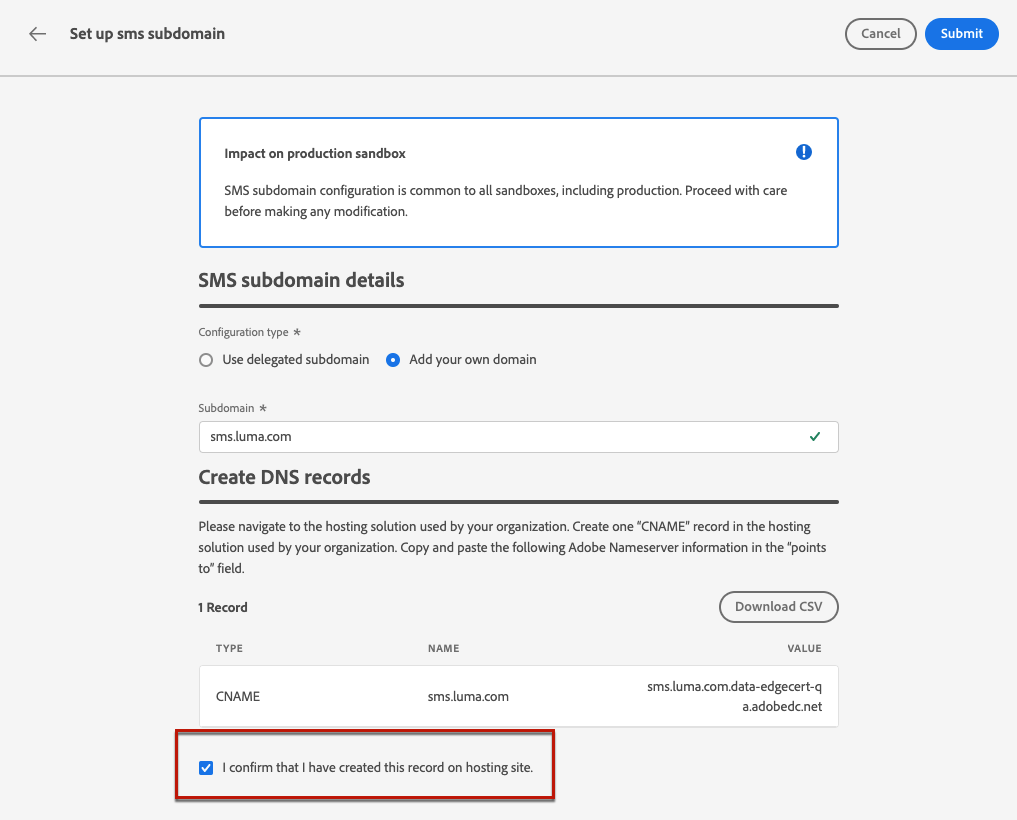 Set up sms subdomain
Cancel
Submit
Impact on production sandbox
SMS subdomain configuration is common to all sandboxes, including production. Proceed with care
before making any modification.
SMS subdomain details
Configuration type *
Use delegated subdomain
Add your own domain
Subdomain *
sms.luma.com
Create DNS records
Please navigate to the hosting solution used by your organization. Create one “CNAME” record in the hosting
solution used by your organization. Copy and paste the following Adobe Nameserver information in the “points
to” field.
1 Record
Download CSV
TYPE
NAME
VALUE
CNAME
sms.luma.com
sms.luma.com.data-edgecert-q
a.adobedc.net
I confirm that I have created this record on hosting site.